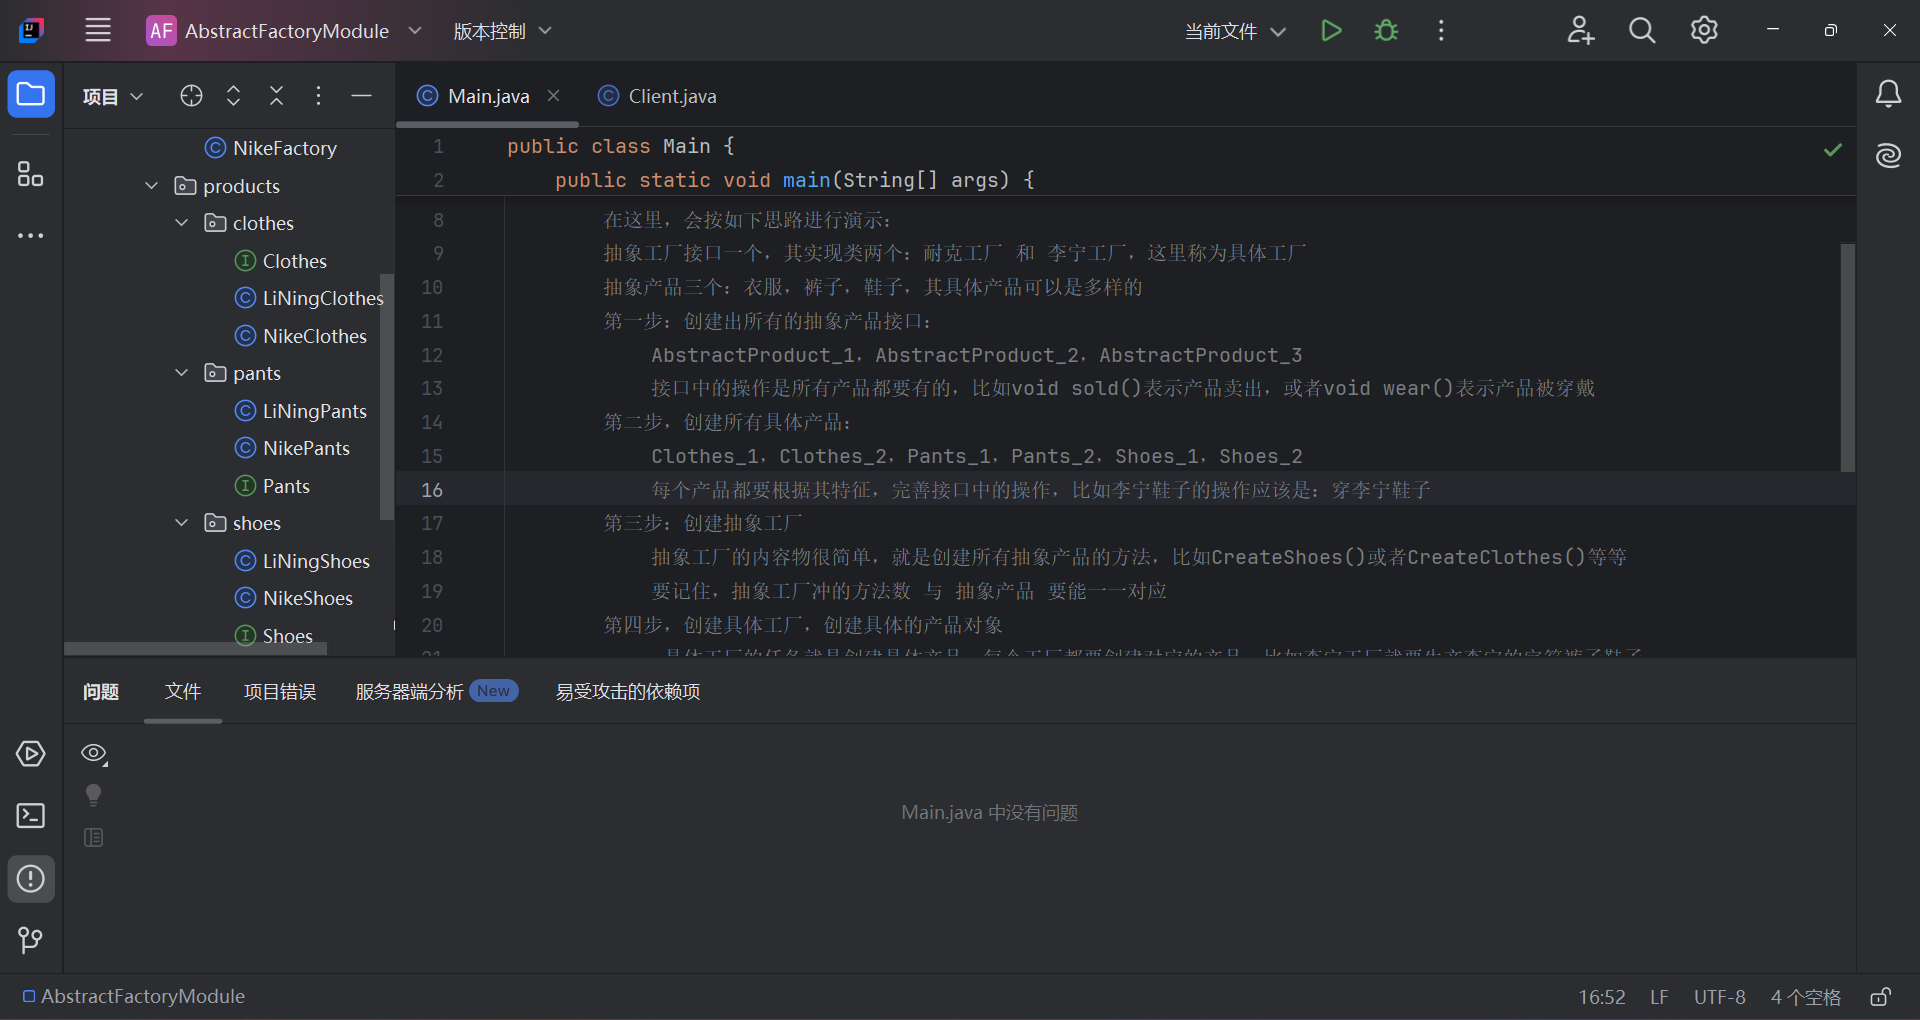 AF AbstractFactoryModule 版本控制 当前文件
项目
NikeFactory
products
clothes
Clothes
LiNingClothes
NikeClothes
pants
LiNingPants
NikePants
Pants
shoes
LiNingShoes
NikeShoes
Shoes
Main.java Client.java
1 public class Main {
2 public static void main(String[] args) {
8 在这里，会按如下思路进行演示：
9 抽象工厂接口一个，其实现类两个：耐克工厂 和 李宁工厂，这里称为具体工厂
10 抽象产品三个：衣服，裤子，鞋子，其具体产品可以是多样的
11 第一步：创建出所有的抽象产品接口：
12 AbstractProduct_1，AbstractProduct_2，AbstractProduct_3
13 接口中的操作是所有产品都要有的，比如void sold()表示产品卖出，或者void wear()表示产品被穿戴
14 第二步，创建所有具体产品：
15 Clothes_1，Clothes_2，Pants_1，Pants_2，Shoes_1，Shoes_2
16 每个产品都要根据其特征，完善接口中的操作，比如李宁鞋子的操作应该是：穿李宁鞋子
17 第三步：创建抽象工厂
18 抽象工厂的内容物很简单，就是创建所有抽象产品的方法，比如CreateShoes()或者CreateClothes()等等
19 要记住，抽象工厂冲的方法数 与 抽象产品 要能一一对应
20 第四步，创建具体工厂，创建具体的产品对象
问题 文件 项目错误 服务器端分析 New 易受攻击的依赖项
Main.java 中没有问题
AbstractFactoryModule 16:52 LF UTF-8 4 个空格